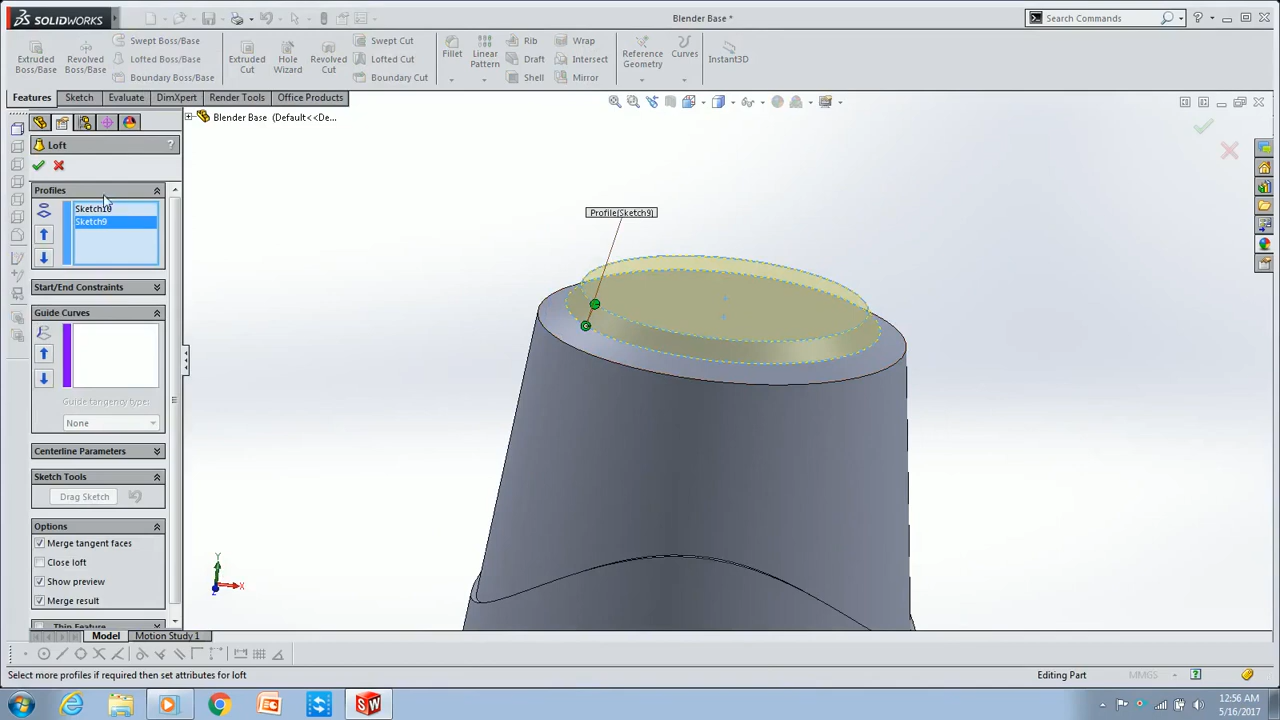 SOLIDWORKS
Blender Base *
Search Commands
Extruded Boss/Base
Revolved Boss/Base
Swept Boss/Base
Lofted Boss/Base
Boundary Boss/Base
Extruded Cut
Hole Wizard
Revolved Cut
Swept Cut
Lofted Cut
Boundary Cut
Fillet
Linear Pattern
Rib
Draft
Shell
Wrap
Intersect
Mirror
Reference Geometry
Curves
Instant3D
Features
Sketch
Evaluate
DimXpert
Render Tools
Office Products
Blender Base (Default<<De...
Loft
?
Profiles
Sketch10
Sketch9
Start/End Constraints
Guide Curves
Guide tangency type:
None
Centerline Parameters
Sketch Tools
Drag Sketch
Options
Merge tangent faces
Close loft
Show preview
Merge result
Thin Feature
Profile(Sketch9)
Y
X
Z
Model
Motion Study 1
Select more profiles if required then set attributes for loft
Editing Part
MMGS
12:56 AM
5/16/2017